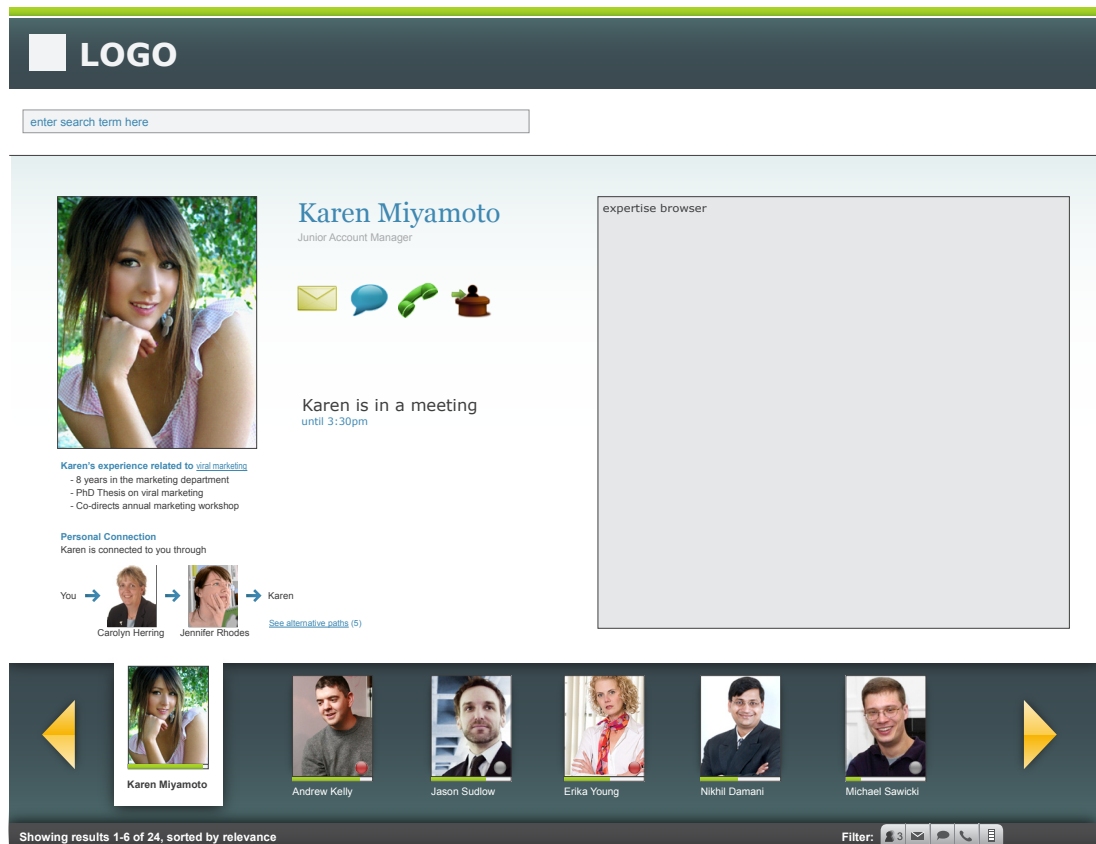 LOGO
enter search term here
Karen Miyamoto
Junior Account Manager
expertise browser
Karen is in a meeting
until 3:30pm
Karen's experience related to viral marketing
- 8 years in the marketing department
- PhD Thesis on viral marketing
- Co-directs annual marketing workshop
Personal Connection
Karen is connected to you through
You
Karen
Carolyn Herring
Jennifer Rhodes
See alternative paths (5)
Karen Miyamoto
Andrew Kelly
Jason Sudlow
Erika Young
Nikhil Damani
Michael Sawicki
Showing results 1-6 of 24, sorted by relevance
Filter: 3